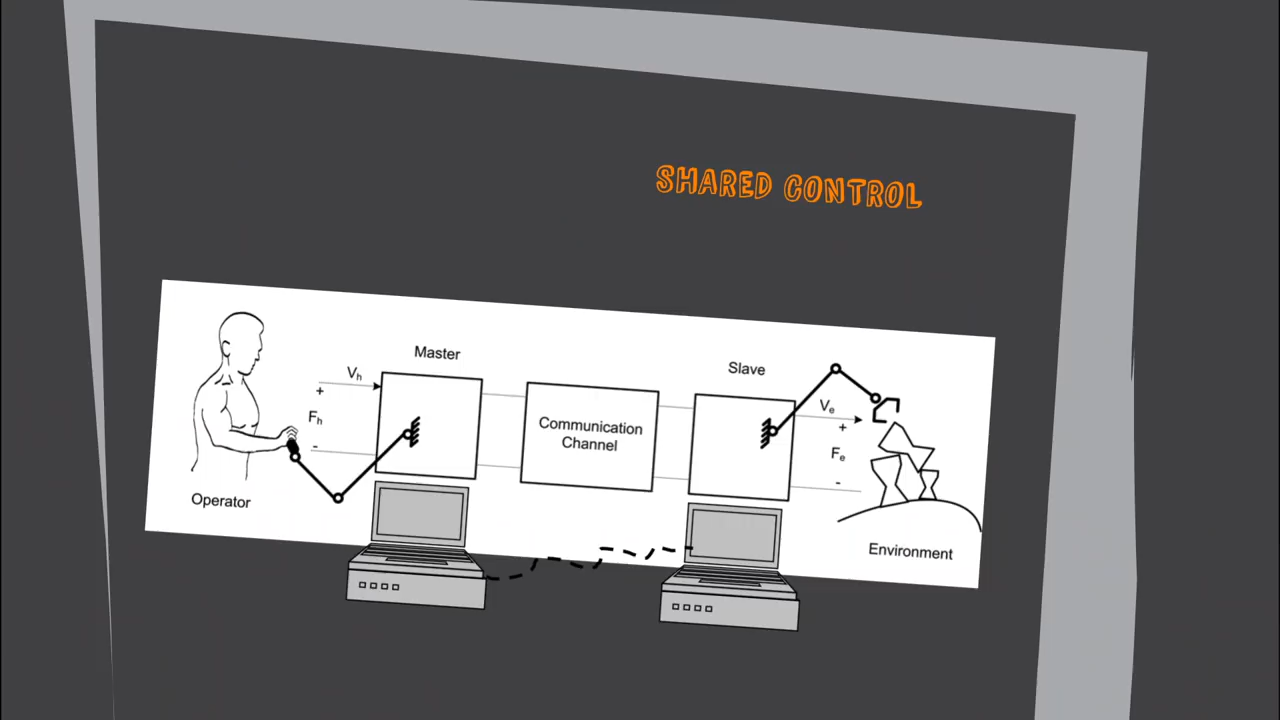 SHARED CONTROL
Master
Slave
Vh
+
Fh
-
Communication
Channel
Ve
+
Fe
-
Operator
Environment